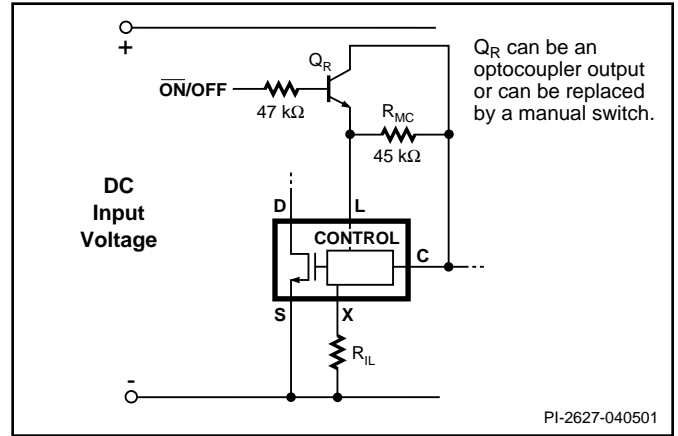 +
Q_R
Q_R can be an
optocoupler output
or can be replaced
by a manual switch.
O̅N̅/OFF
47 kΩ
R_MC
45 kΩ
DC
Input
Voltage
D
L
CONTROL
C
S
X
R_IL
-
PI-2627-040501